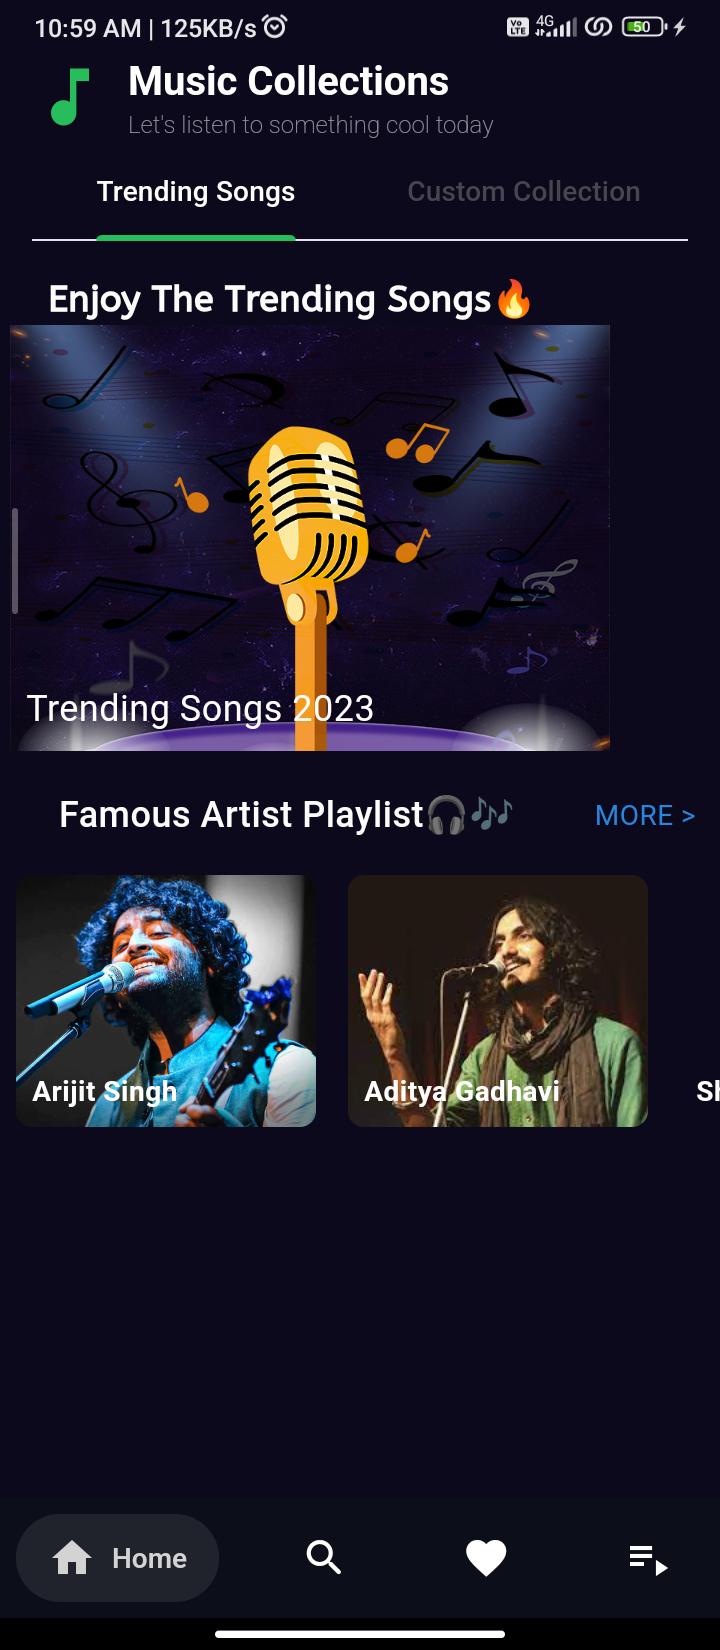 10:59 AM | 125KB/s
Vo LTE 4G 50
Music Collections
Let's listen to something cool today
Trending Songs
Custom Collection
Enjoy The Trending Songs🔥
Trending Songs 2023
Famous Artist Playlist🎧🎶
MORE >
Arijit Singh
Aditya Gadhavi
Sh
Home